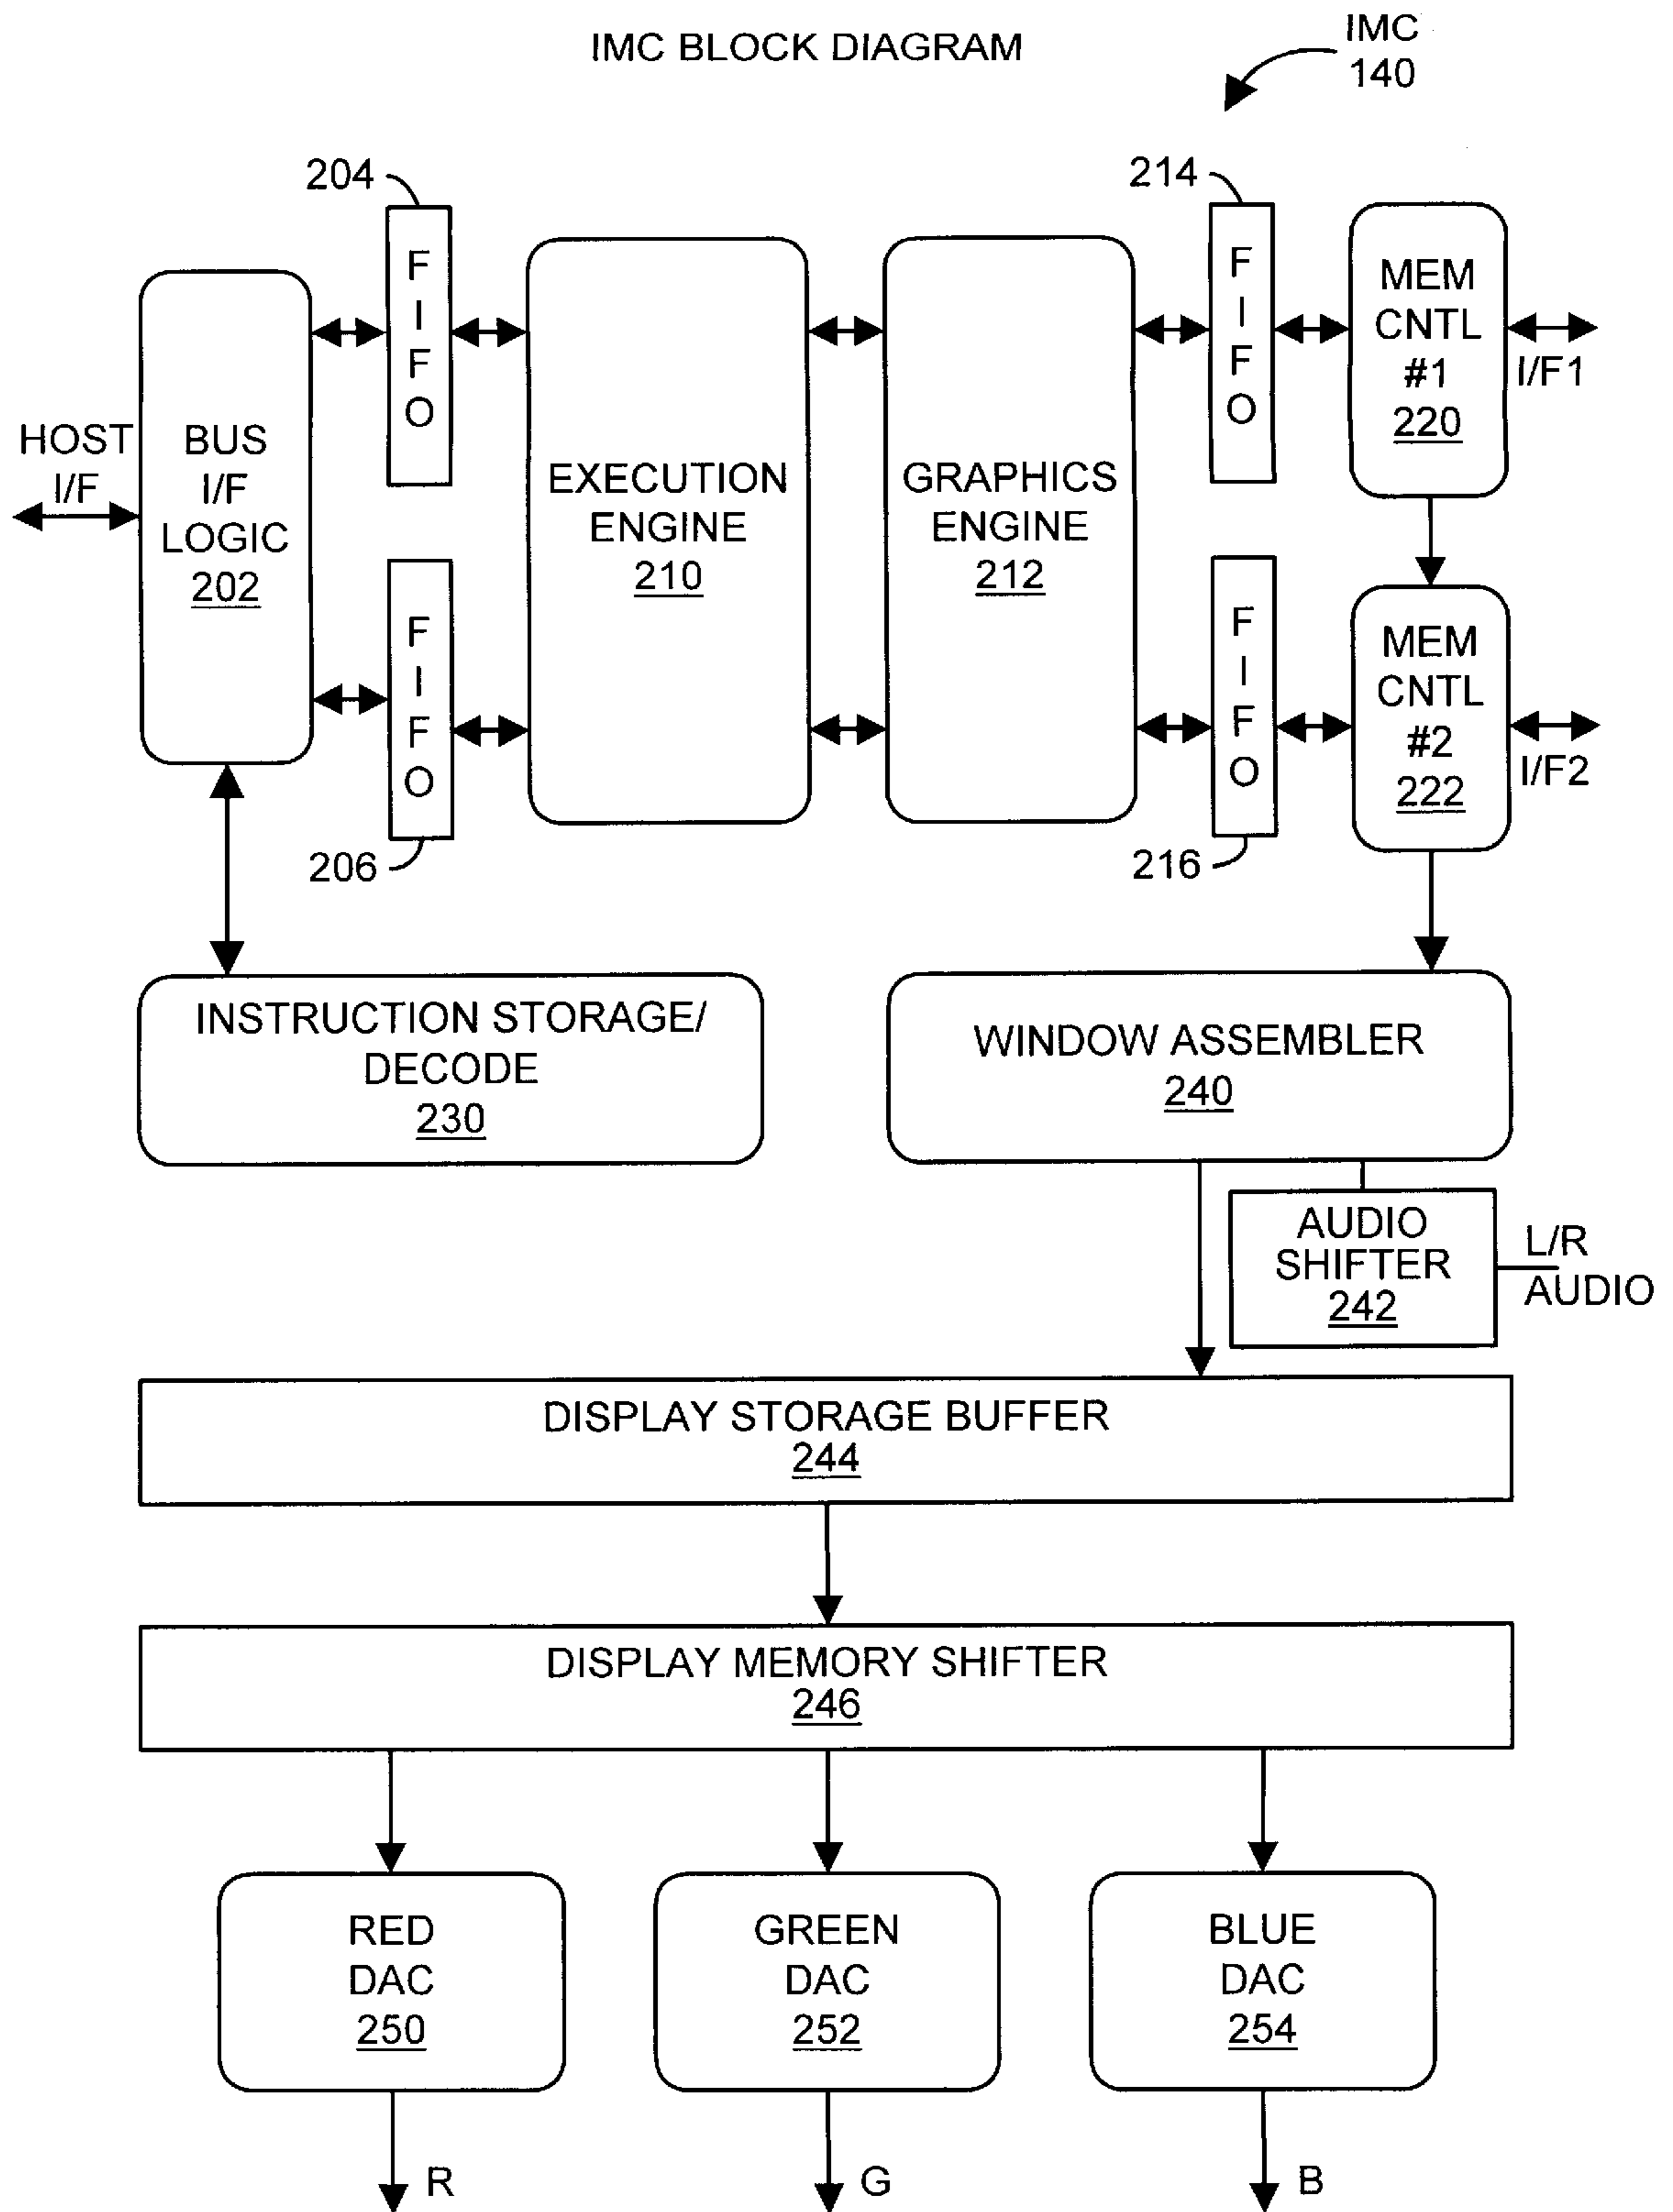 IMC BLOCK DIAGRAM
IMC
140
204
214
F
I
F
O
F
I
F
O
MEM
CNTL
#1
220
I/F1
HOST
I/F
BUS
I/F
LOGIC
202
EXECUTION
ENGINE
210
GRAPHICS
ENGINE
212
F
I
F
O
F
I
F
O
MEM
CNTL
#2
222
I/F2
206
216
INSTRUCTION STORAGE/
DECODE
230
WINDOW ASSEMBLER
240
AUDIO
SHIFTER
242
L/R
AUDIO
DISPLAY STORAGE BUFFER
244
DISPLAY MEMORY SHIFTER
246
RED
DAC
250
GREEN
DAC
252
BLUE
DAC
254
R
G
B